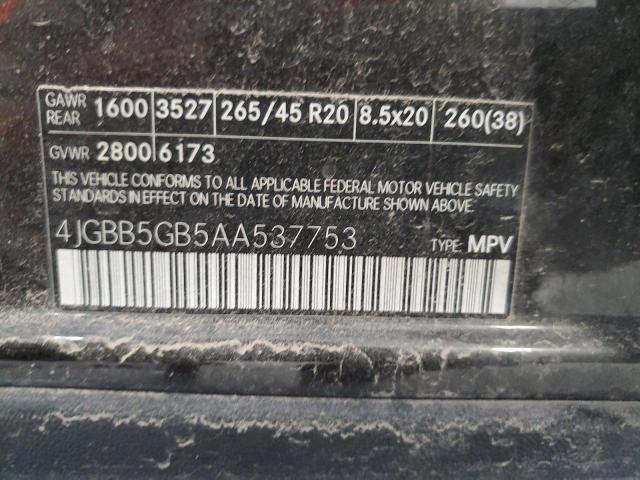 GAWR REAR 1600 3527 265/45 R20 8.5x20 260(38)
GVWR 2800 6173
THIS VEHICLE CONFORMS TO ALL APPLICABLE FEDERAL MOTOR VEHICLE SAFETY
STANDARDS IN EFFECT ON THE DATE OF MANUFACTURE SHOWN ABOVE.
4JGBB5GB5AA537753 TYPE: MPV